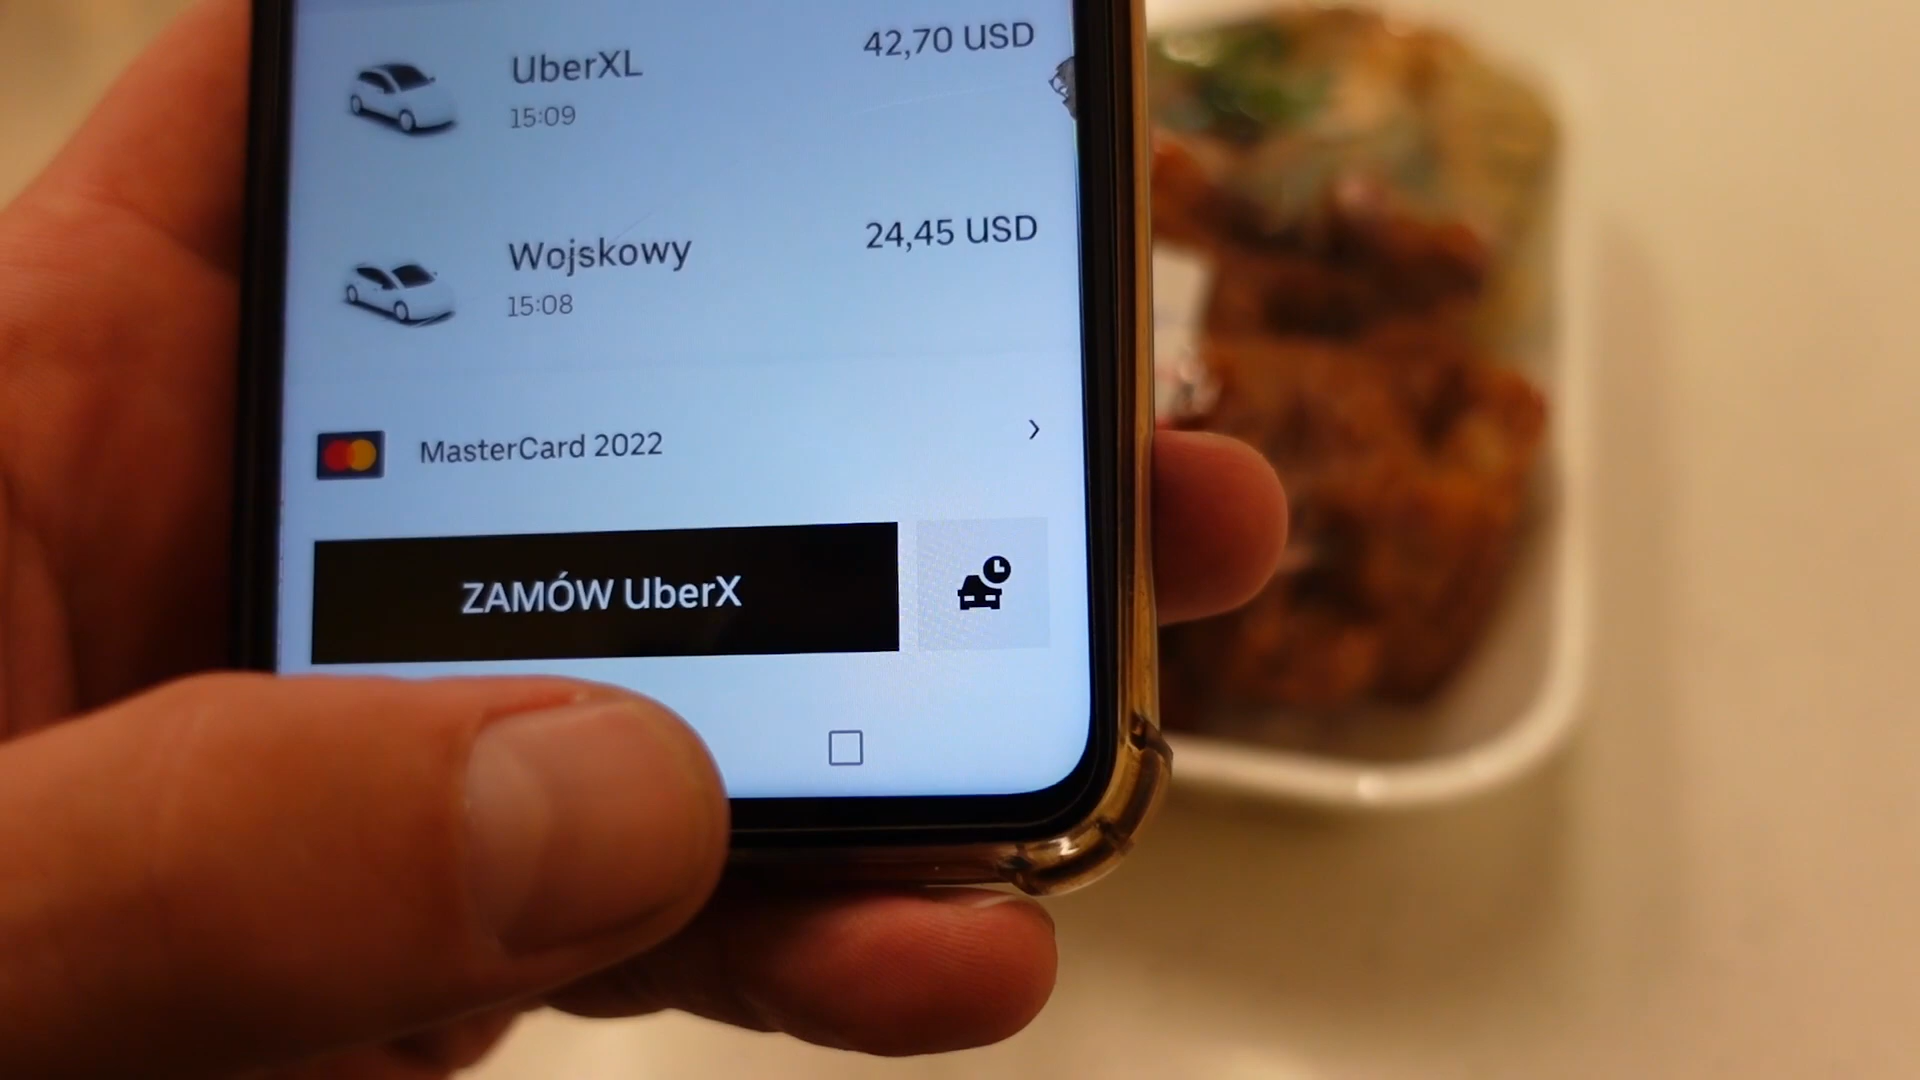 UberXL
42,70 USD
15:09
Wojskowy
24,45 USD
15:08
MasterCard 2022
ZAMÓW UberX